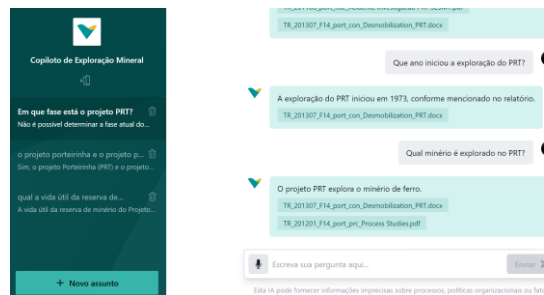 Copiloto de Exploração Mineral
Em que fase está o projeto PRT?
Não é possível determinar a fase atual do...
o projeto porteirinha e o projeto p...
Sim, o projeto Porteirinha (PRT) e o projeto...
qual a vida útil da reserva de...
A vida útil da reserva de minério do Projeto...
+ Novo assunto
TR_201307_F14_port_con_Desmobilization_PRT.docx
Que ano iniciou a exploração do PRT?
A exploração do PRT iniciou em 1973, conforme mencionado no relatório.
TR_201307_F14_port_con_Desmobilization_PRT.docx
Qual minério é explorado no PRT?
O projeto PRT explora o minério de ferro.
TR_201307_F14_port_con_Desmobilization_PRT.docx
TR_201201_F14_port_prc_Process Studies.pdf
Escreva sua pergunta aqui...
Enviar
Esta IA pode fornecer informações imprecisas sobre processos, políticas organizacionais ou